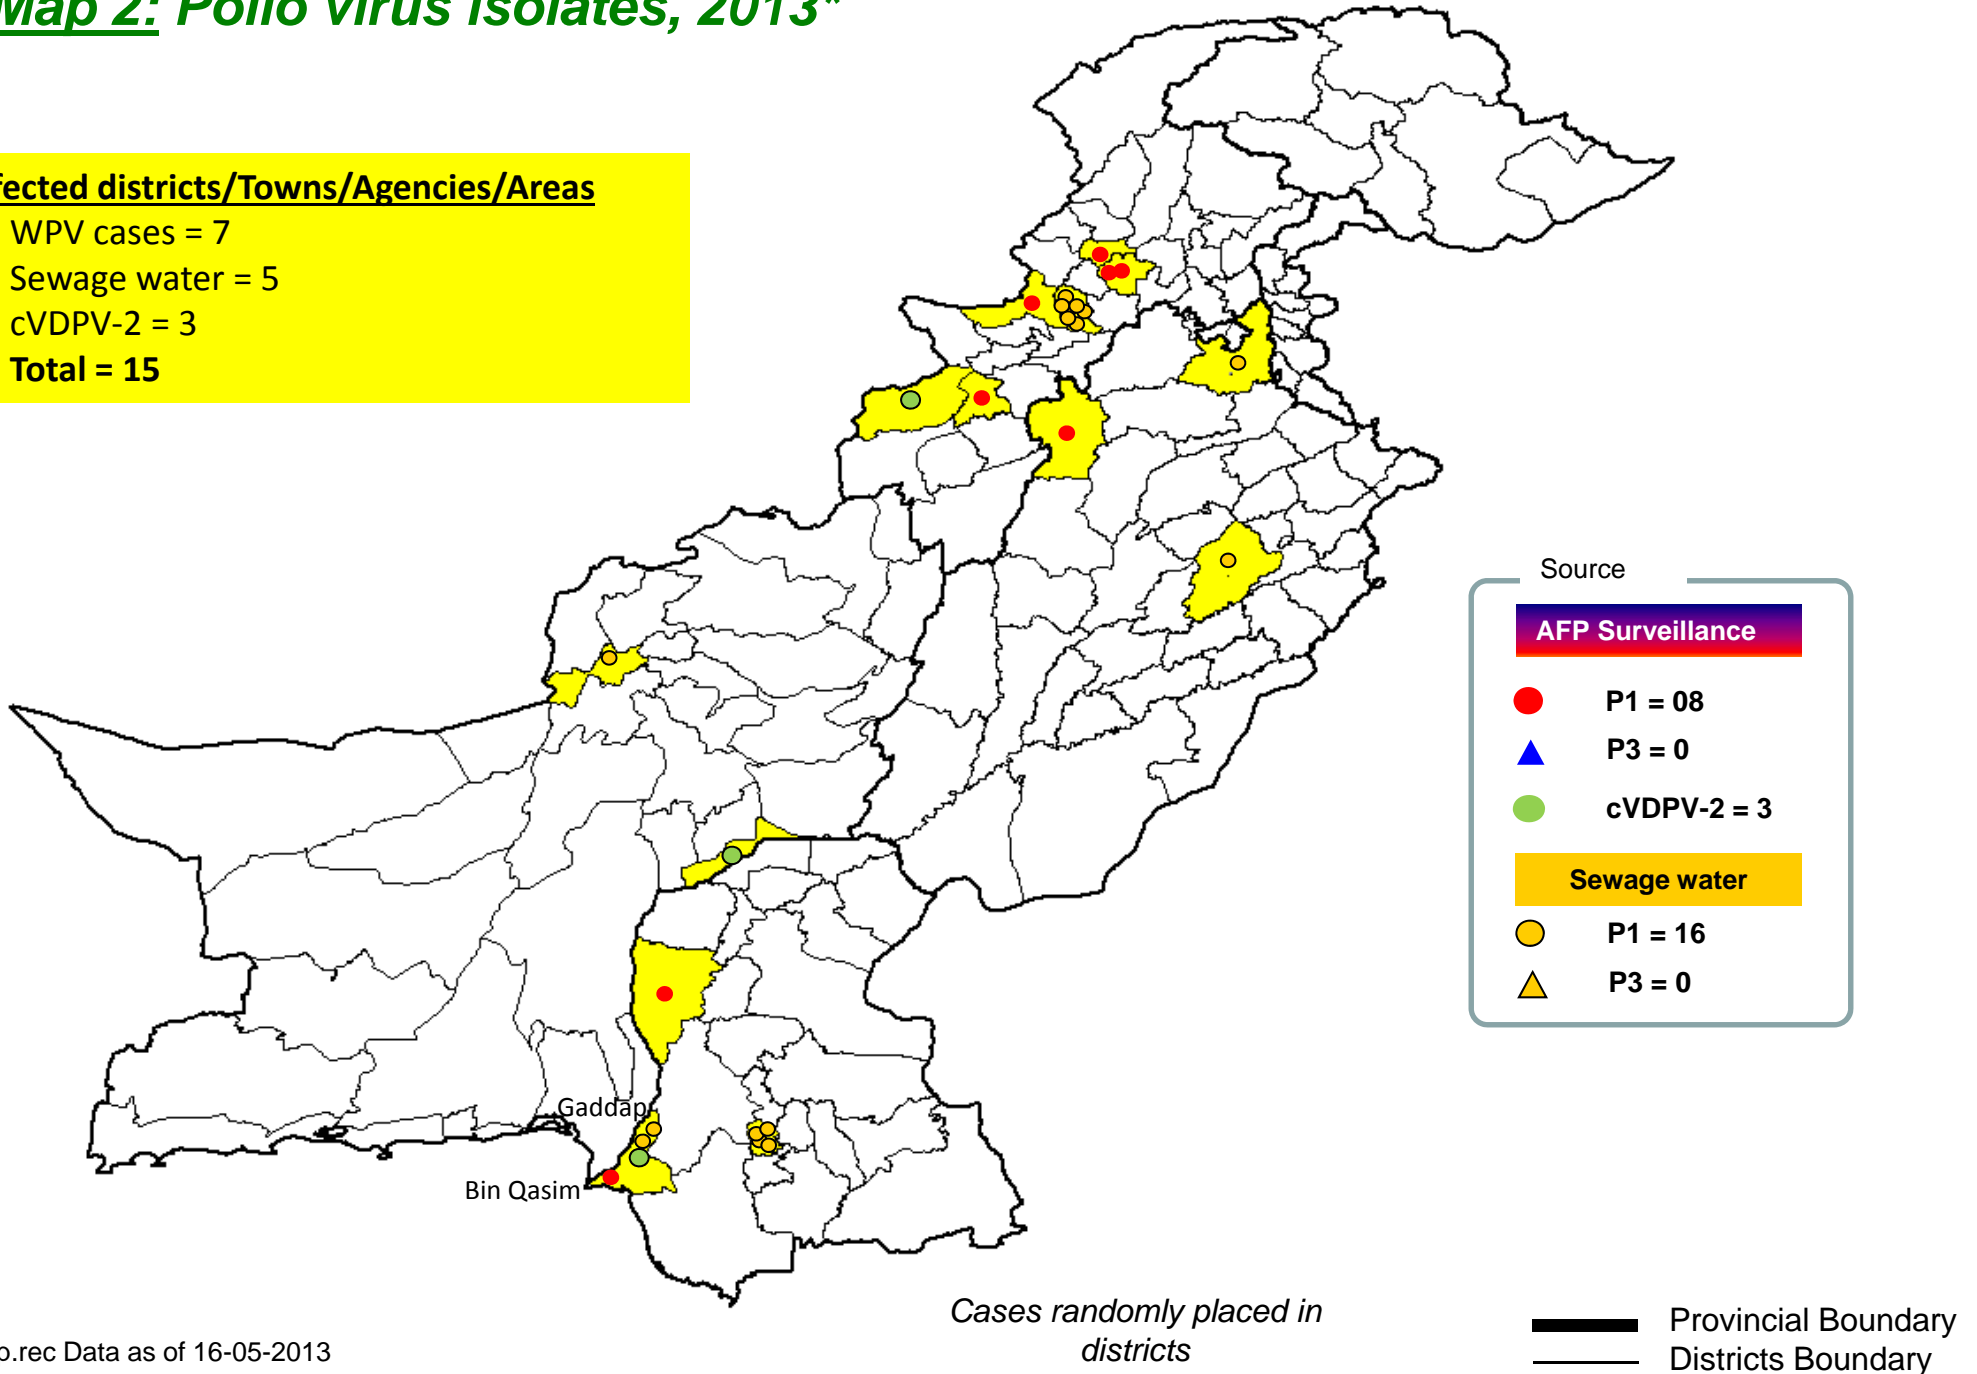 Map 2: Polio virus isolates, 2013*
fected districts/Towns/Agencies/Areas
WPV cases = 7
Sewage water = 5
cVDPV-2 = 3
Total = 15
Source
AFP Surveillance
P1 = 08
P3 = 0
cVDPV-2 = 3
Sewage water
P1 = 16
P3 = 0
Gaddap
Bin Qasim
Cases randomly placed in
districts
o.rec Data as of 16-05-2013
Provincial Boundary
Districts Boundary